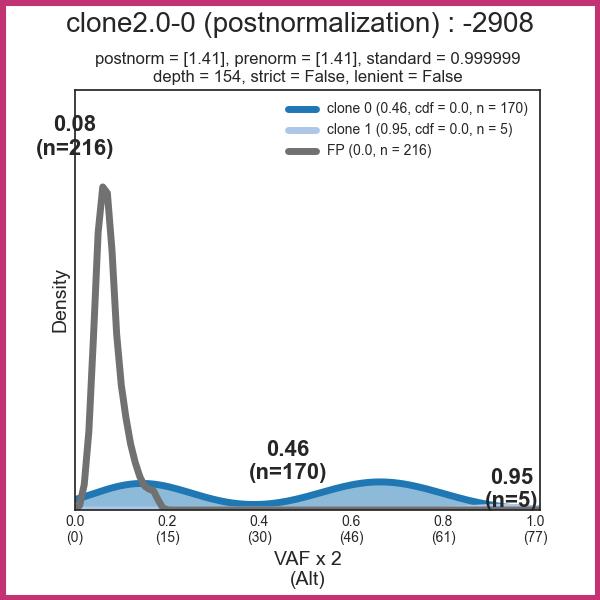 clone2.0-0 (postnormalization) : -2908
postnorm = [1.41], prenorm = [1.41], standard = 0.999999
depth = 154, strict = False, lenient = False
clone 0 (0.46, cdf = 0.0, n = 170)
clone 1 (0.95, cdf = 0.0, n = 5)
FP (0.0, n = 216)
0.08
(n=216)
Density
0.46
(n=170)
0.95
(n=5)
0.0 0.2 0.4 0.6 0.8 1.0
(0) (15) (30) (46) (61) (77)
VAF x 2
(Alt)